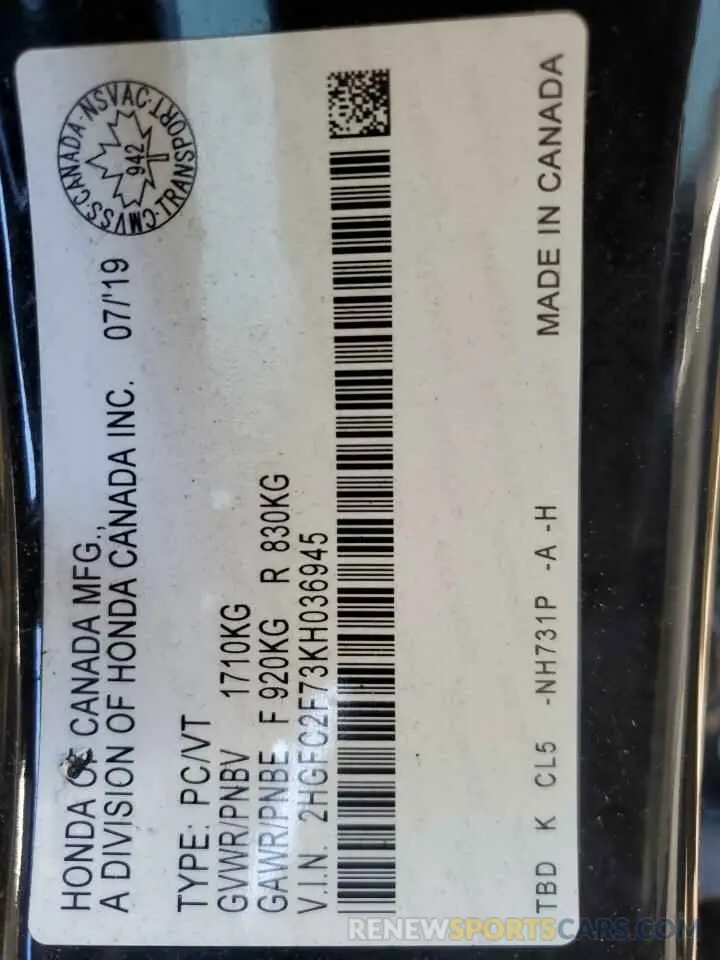 HONDA OF CANADA MFG.,
A DIVISION OF HONDA CANADA INC. 07/'19
CMVSS·CANADA·NSVAC·TRANSPORT
942
TYPE: PC/VT
GVWR/PNBV 1710KG
GAWR/PNBE F 920KG R 830KG
V.I.N. 2HGFC2F73KH036945
TBD K CL5 -NH731P -A -H MADE IN CANADA
RENEWSPORTSCARS.COM